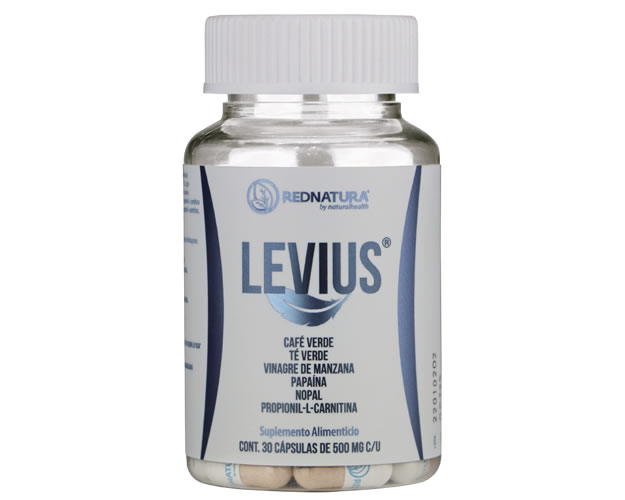 REDNATURA®
by naturalhealth
LEVIUS®
CAFÉ VERDE
TÉ VERDE
VINAGRE DE MANZANA
PAPAÍNA
NOPAL
PROPIONIL-L-CARNITINA
Suplemento Alimenticio
CONT. 30 CÁPSULAS DE 500 MG C/U